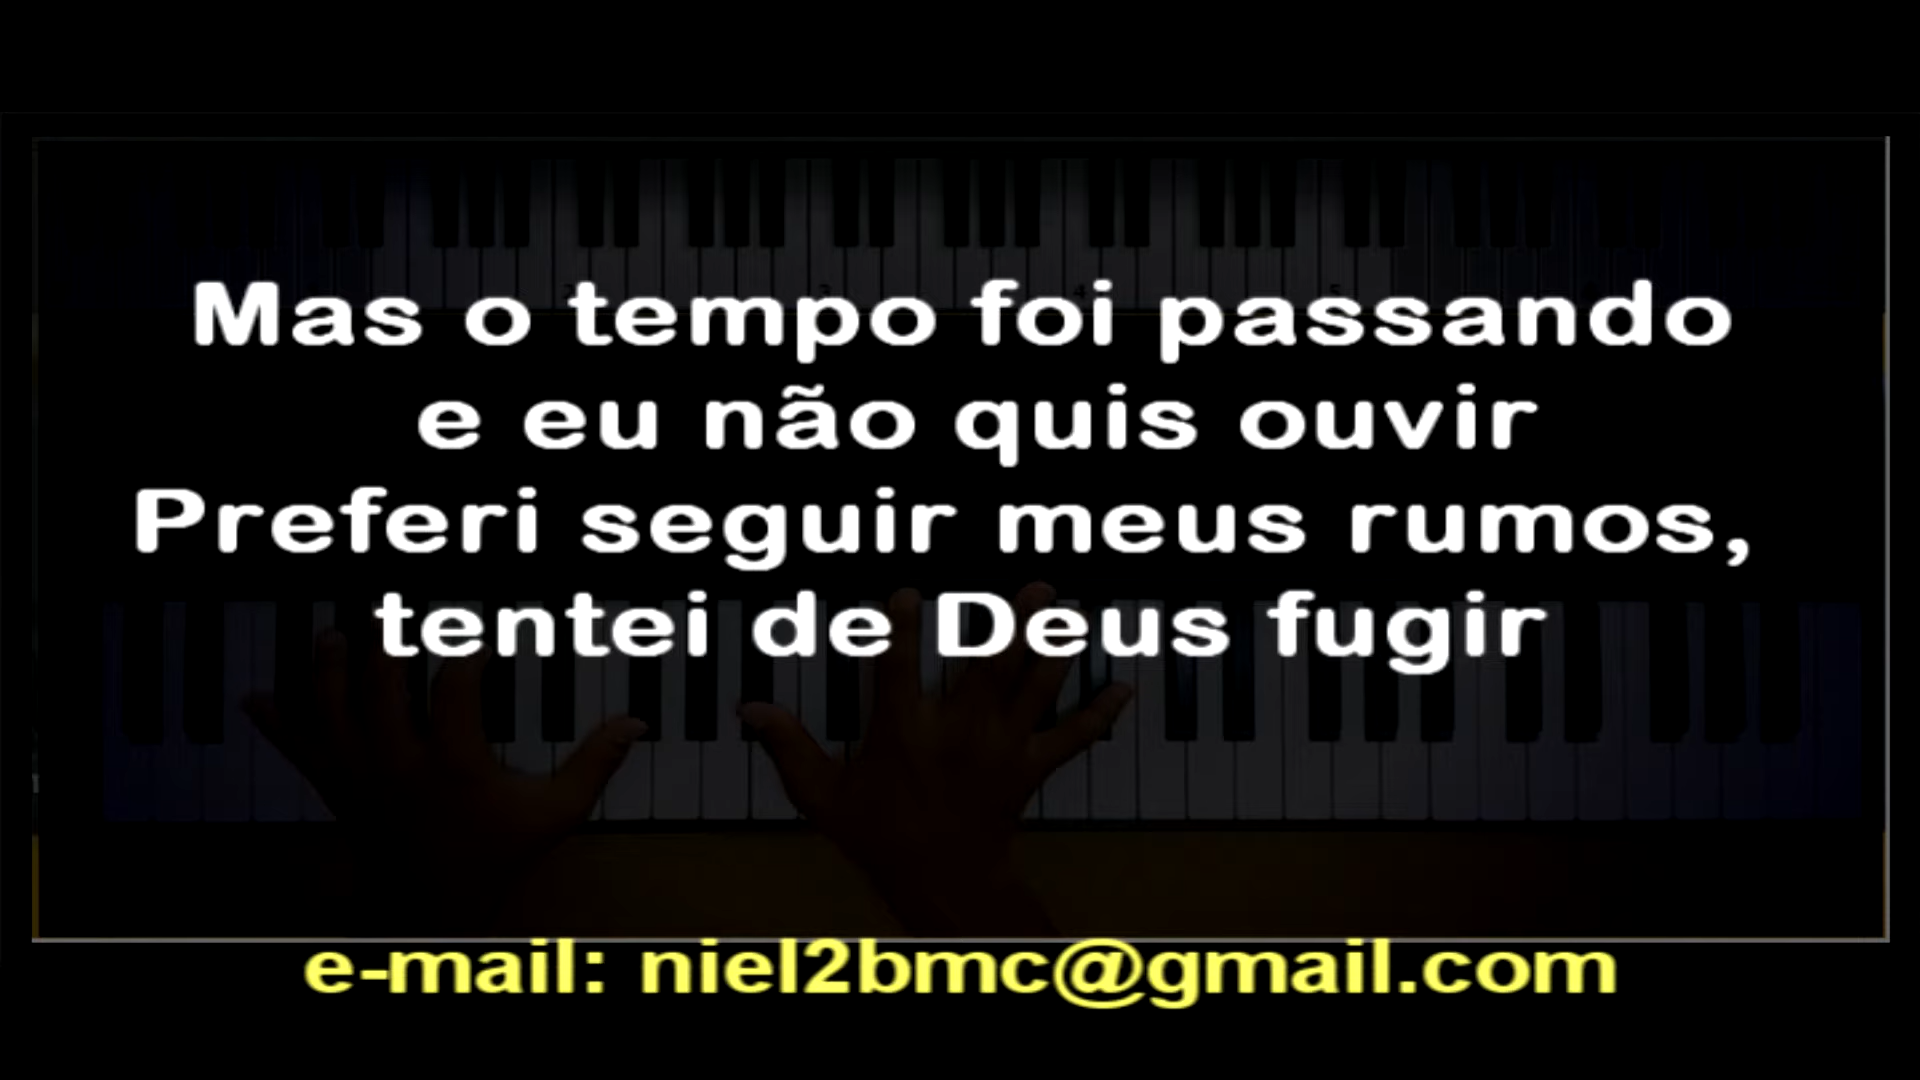 Mas o tempo foi passando
e eu não quis ouvir
Preferi seguir meus rumos,
tentei de Deus fugir
e-mail: niel2bmc@gmail.com